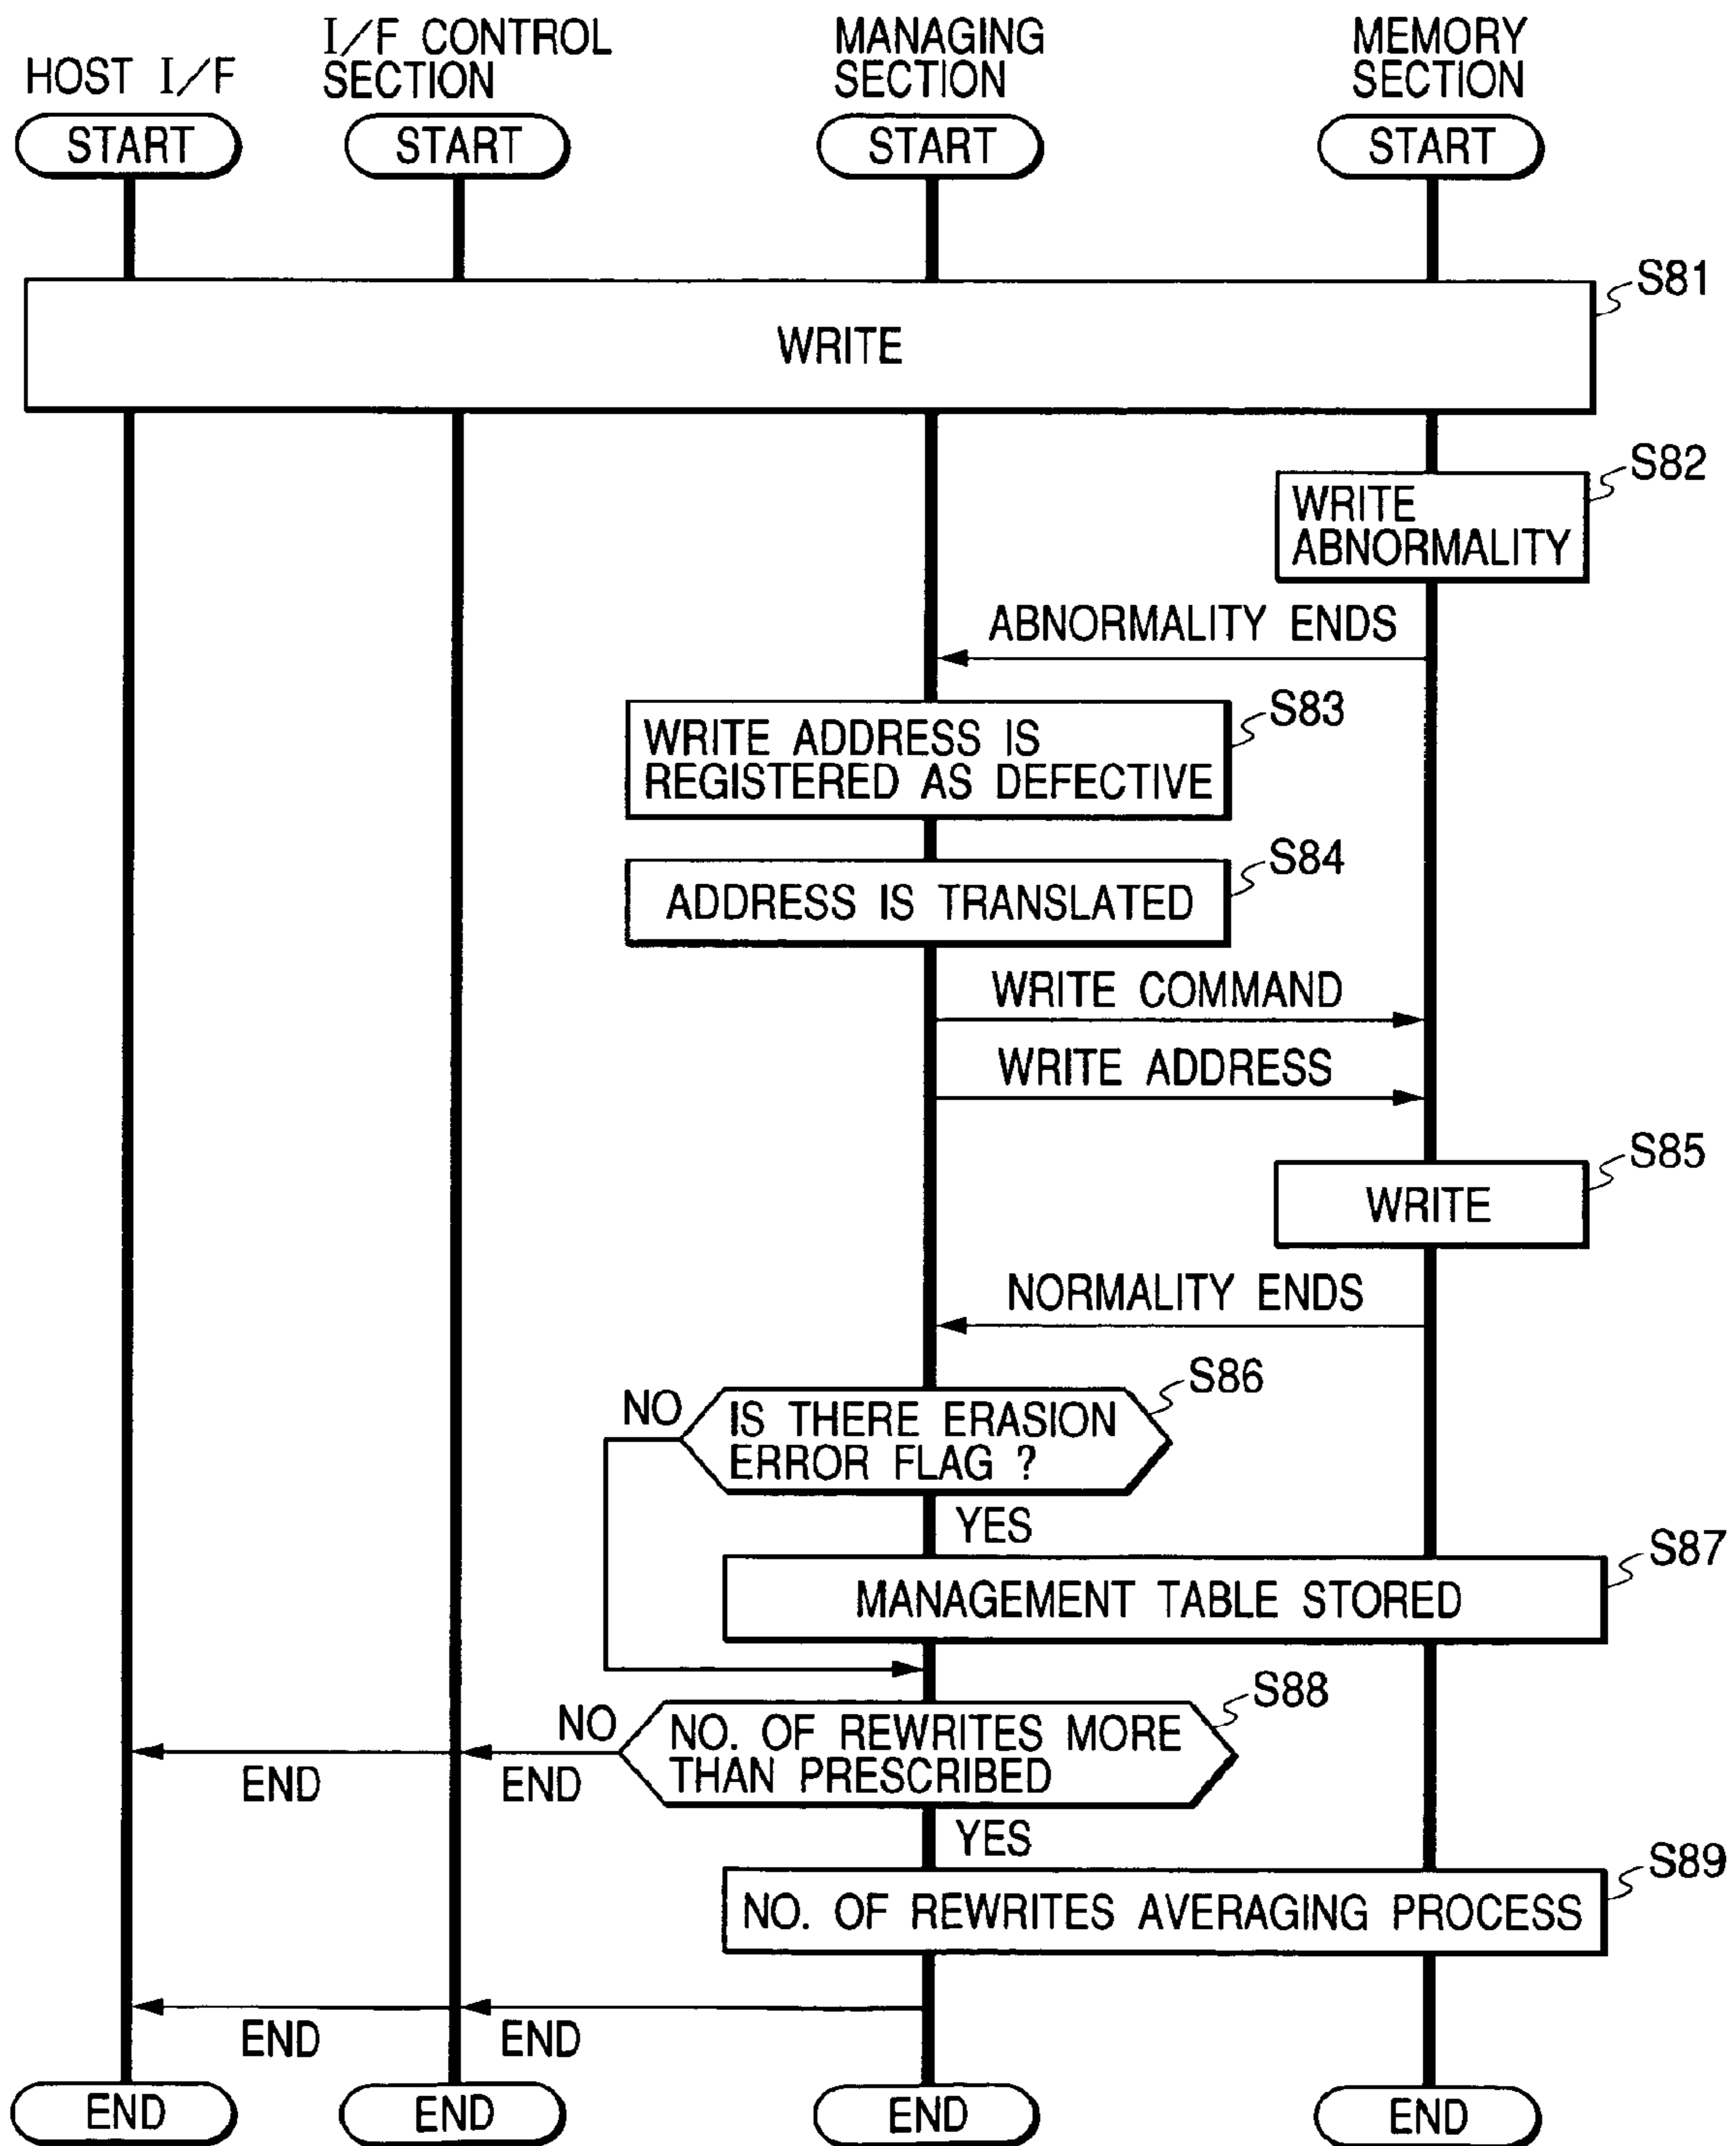 HOST I/F
I/F CONTROL
SECTION
MANAGING
SECTION
MEMORY
SECTION
START
START
START
START
S81
WRITE
S82
WRITE
ABNORMALITY
ABNORMALITY ENDS
S83
WRITE ADDRESS IS
REGISTERED AS DEFECTIVE
S84
ADDRESS IS TRANSLATED
WRITE COMMAND
WRITE ADDRESS
S85
WRITE
NORMALITY ENDS
S86
NO
IS THERE ERASION
ERROR FLAG ?
YES
S87
MANAGEMENT TABLE STORED
S88
NO
NO. OF REWRITES MORE
THAN PRESCRIBED
END
END
YES
S89
NO. OF REWRITES AVERAGING PROCESS
END
END
END
END
END
END